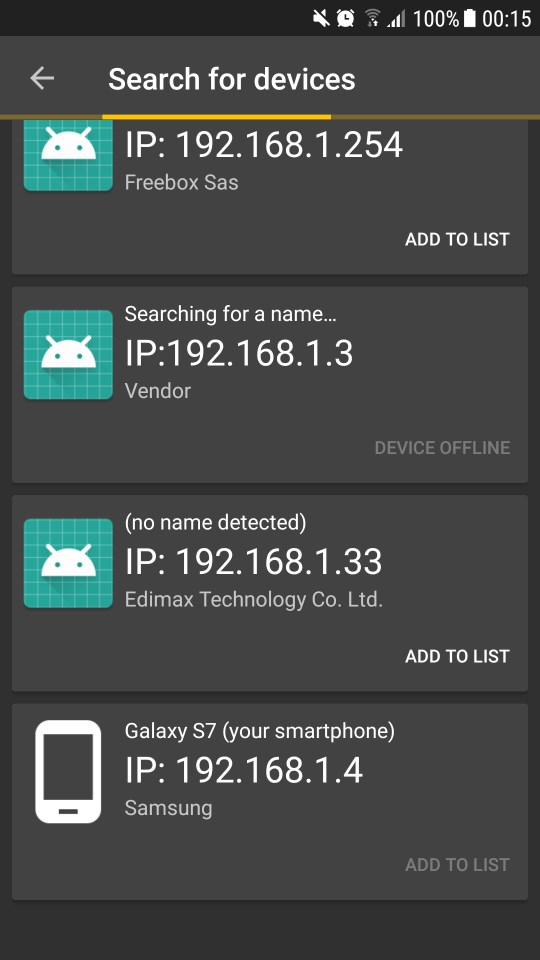 100% 00:15
Search for devices
IP: 192.168.1.254
Freebox Sas
ADD TO LIST
Searching for a name...
IP:192.168.1.3
Vendor
DEVICE OFFLINE
(no name detected)
IP: 192.168.1.33
Edimax Technology Co. Ltd.
ADD TO LIST
Galaxy S7 (your smartphone)
IP: 192.168.1.4
Samsung
ADD TO LIST